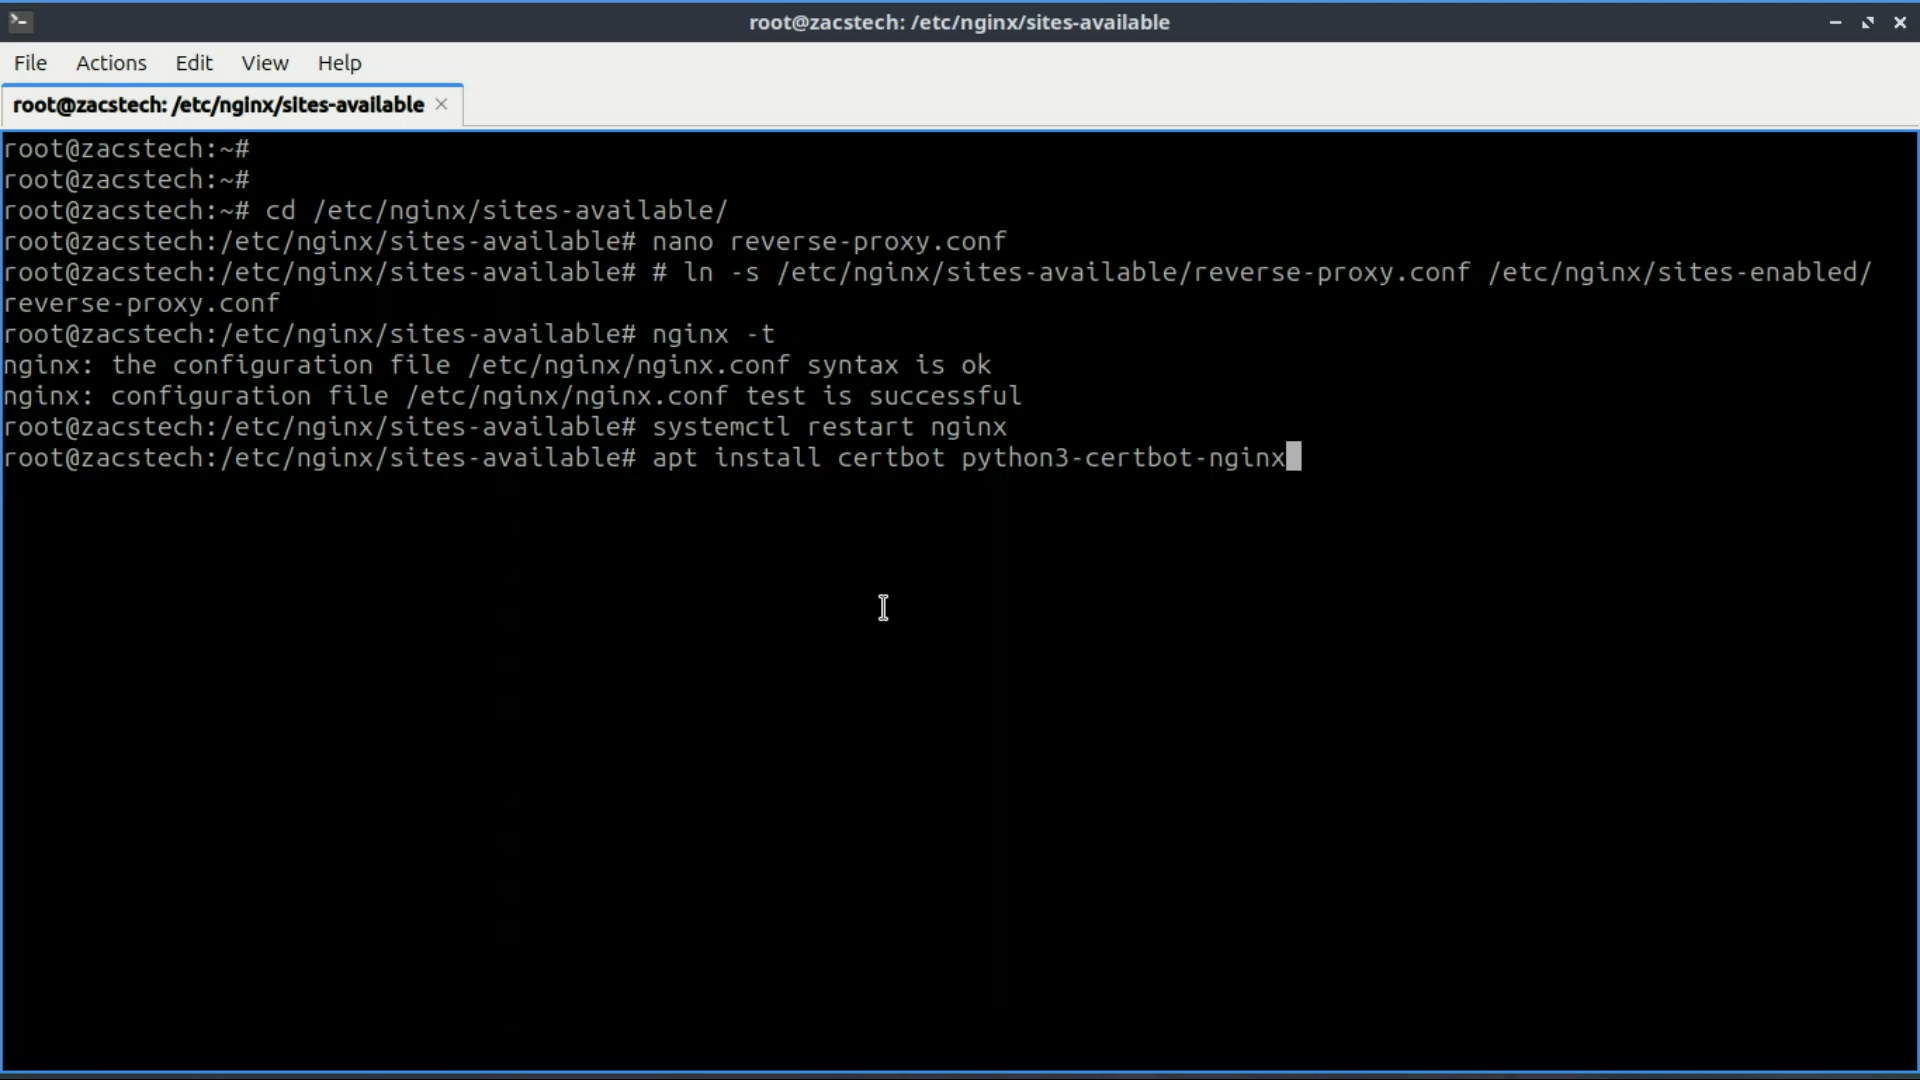 root@zacstech: /etc/nginx/sites-available
File Actions Edit View Help
root@zacstech: /etc/nginx/sites-available
root@zacstech:~#
root@zacstech:~#
root@zacstech:~# cd /etc/nginx/sites-available/
root@zacstech:/etc/nginx/sites-available# nano reverse-proxy.conf
root@zacstech:/etc/nginx/sites-available# # ln -s /etc/nginx/sites-available/reverse-proxy.conf /etc/nginx/sites-enabled/
reverse-proxy.conf
root@zacstech:/etc/nginx/sites-available# nginx -t
nginx: the configuration file /etc/nginx/nginx.conf syntax is ok
nginx: configuration file /etc/nginx/nginx.conf test is successful
root@zacstech:/etc/nginx/sites-available# systemctl restart nginx
root@zacstech:/etc/nginx/sites-available# apt install certbot python3-certbot-nginx